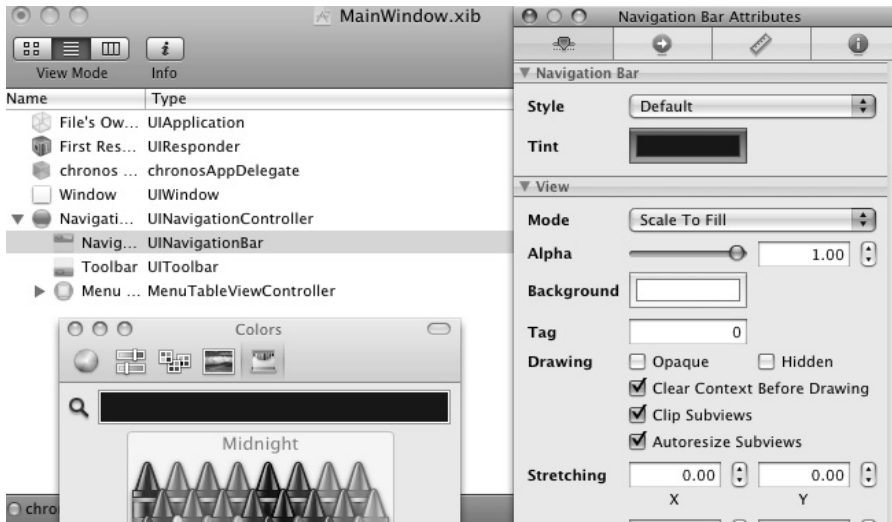 MainWindow.xib
View Mode
Info
Name Type
File's Ow... UIApplication
First Res... UIResponder
chronos ... chronosAppDelegate
Window UIWindow
Navigati... UINavigationController
Navig... UINavigationBar
Toolbar UIToolbar
Menu ... MenuTableViewController
Colors
Midnight
chro
Navigation Bar Attributes
Navigation Bar
Style Default
Tint
View
Mode Scale To Fill
Alpha 1.00
Background
Tag 0
Drawing Opaque Hidden
Clear Context Before Drawing
Clip Subviews
Autoresize Subviews
Stretching 0.00 0.00
X Y